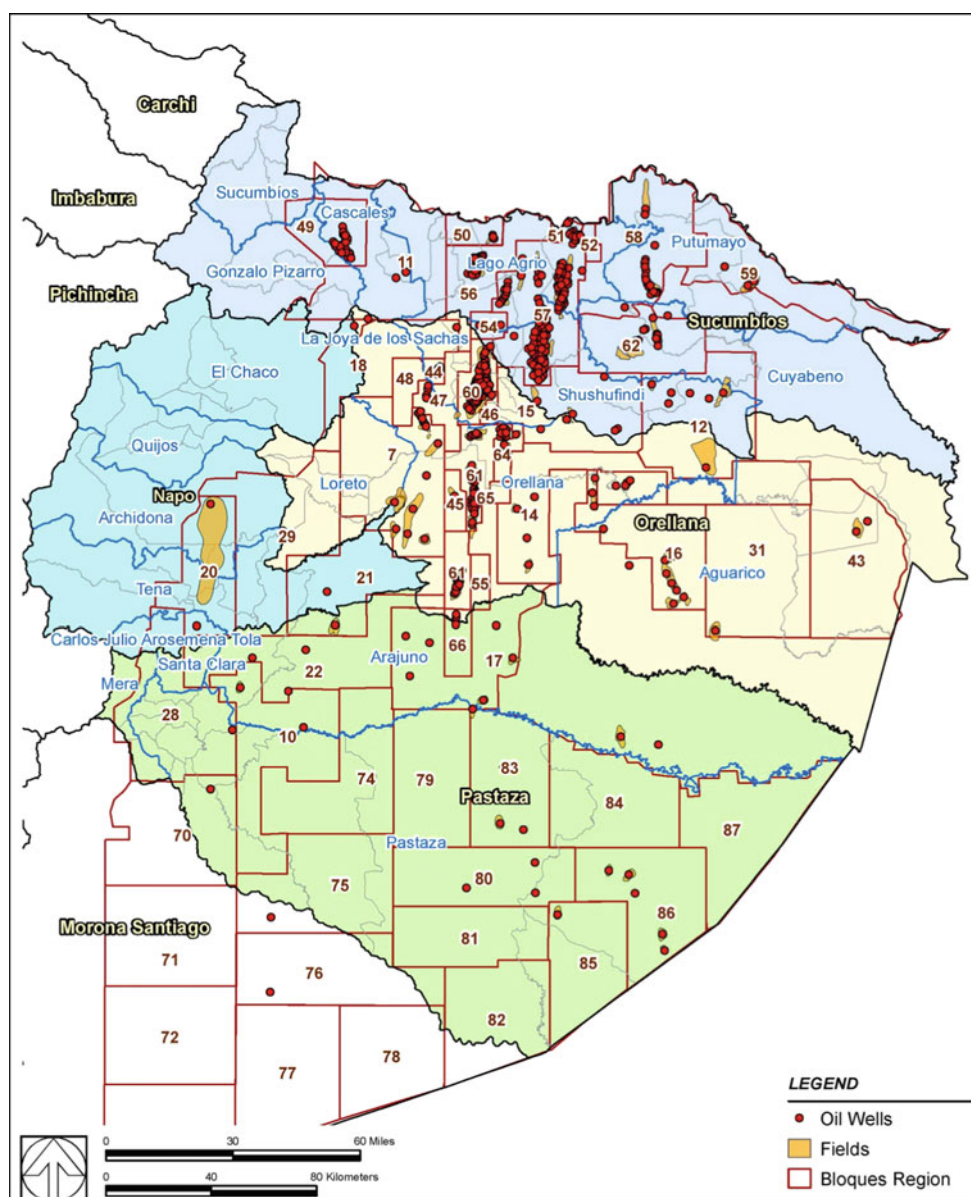 Carchi
Imbabura
Sucumbíos
Cascales
49
50
51
52
58
Putumayo
Pichincha
Gonzalo Pizarro
11
Lago Agrio
59
56
57
54
Sucumbíos
La Joya de los Sachas
62
18
El Chaco
48
44
47
60
46
15
Shushufindi
Cuyabeno
12
Quijos
7
64
Loreto
61
65
Orellana
Napo
45
14
Archidona
29
Orellana
16
31
43
20
21
Aguarico
Tena
61
55
Carlos Julio Arosemena Tola
66
17
Santa Clara
Arajuno
22
Mera
28
10
74
79
83
84
87
Pastaza
70
Pastaza
75
80
86
Morona Santiago
81
71
85
76
82
72
77
78
LEGEND
Oil Wells
Fields
Bloques Region
0 30 60 Miles
0 40 80 Kilometers